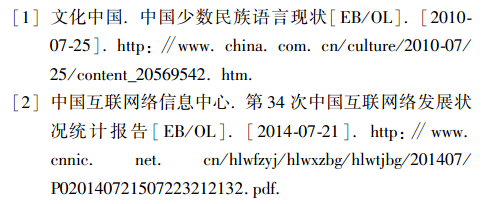 [1] 文化中国. 中国少数民族语言现状[EB/OL]. [2010-
07-25]. http: //www. china. com. cn/culture/2010-07/
25/content_20569542. htm.
[2] 中国互联网络信息中心. 第34次中国互联网络发展状
况统计报告[EB/OL]. [2014-07-21]. http: //www.
cnnic. net. cn/hlwfzyj/hlwxzbg/hlwtjbg/201407/
P020140721507223212132. pdf.